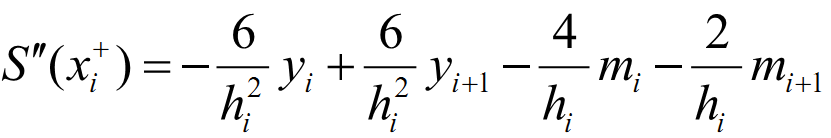 $S''(x_i^+) = -\frac{6}{h_i^2} y_i + \frac{6}{h_i^2} y_{i+1} - \frac{4}{h_i} m_i - \frac{2}{h_i} m_{i+1}$